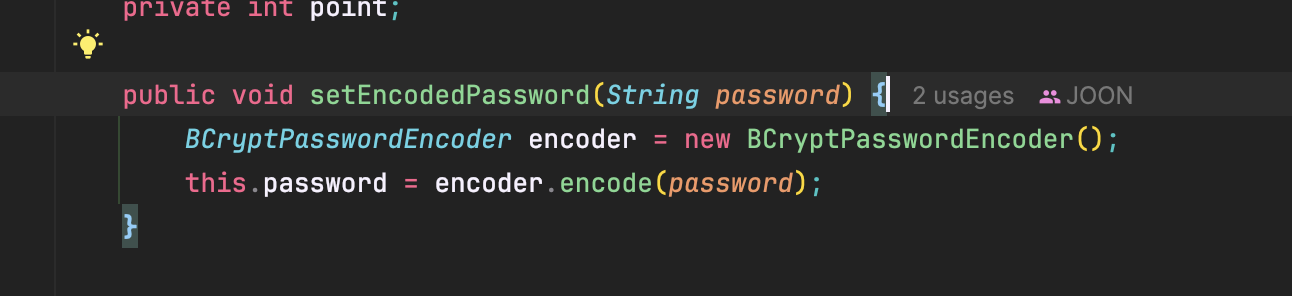 private int point;
public void setEncodedPassword(String password) { 2 usages JOON
BCryptPasswordEncoder encoder = new BCryptPasswordEncoder();
this.password = encoder.encode(password);
}